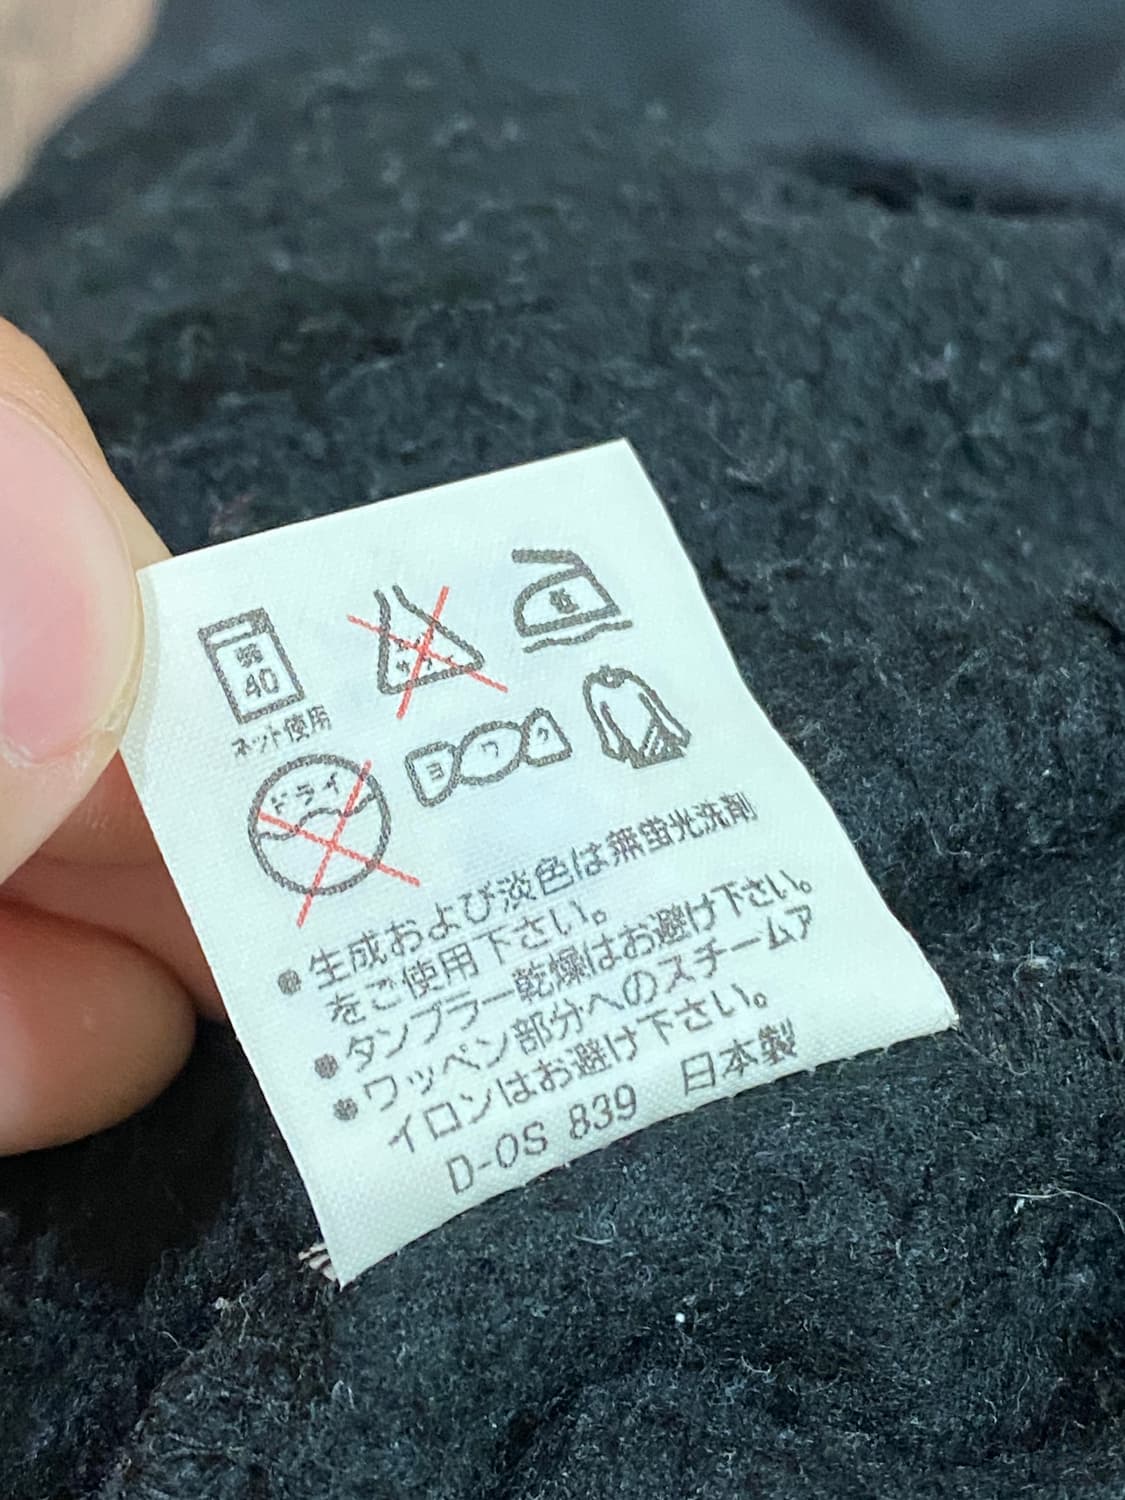 弱
40
ネット使用
ドライ
ヨ ワ ク
● 生成および淡色は無蛍光洗剤
をご使用下さい。
● タンブラー乾燥はお避け下さい。
● ワッペン部分へのスチームア
イロンはお避け下さい。
D-OS 839 日本製